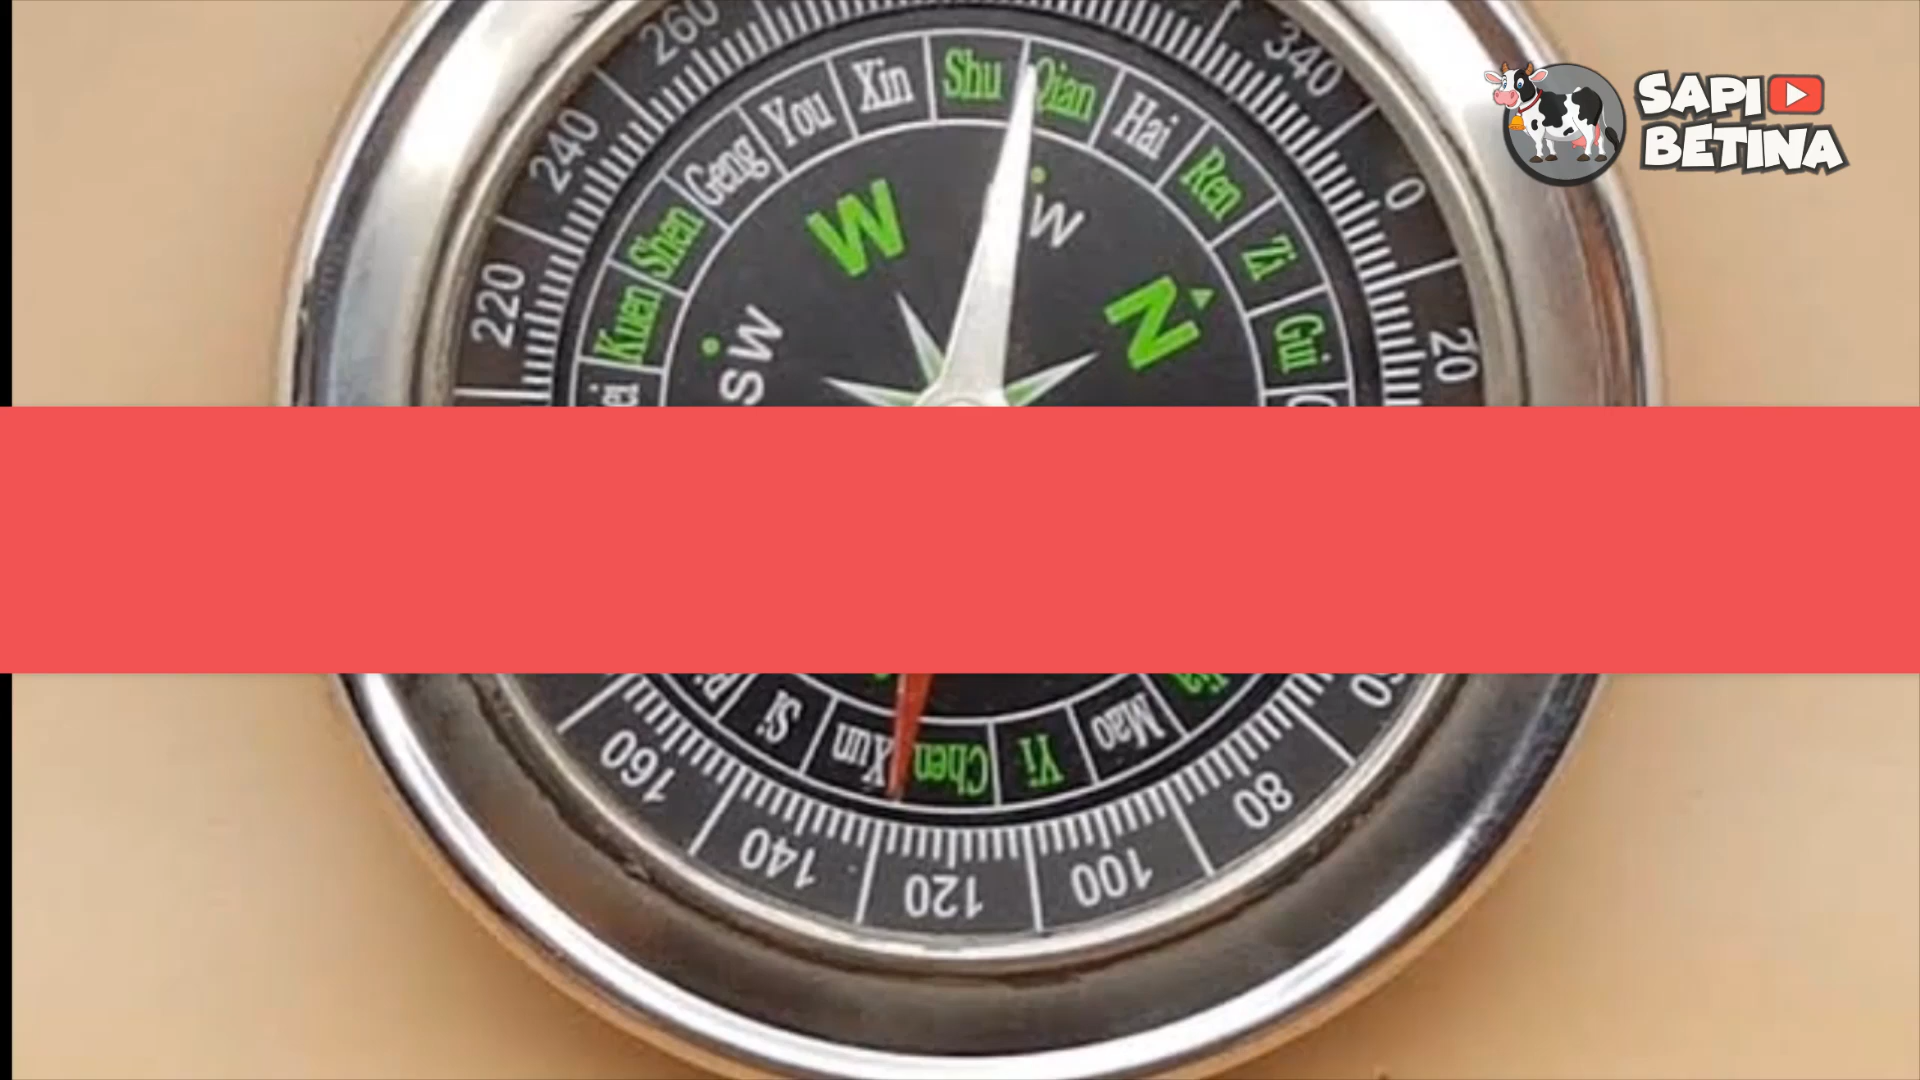 260
340
SAPI
BETINA
Xin
Shu
Qian
Hai
You
240
Geng
Ren
0
Shen
W
W
Zi
N
220
Kuen
SW
Gui
20
Si
Xun
Chen
Yi
Mao
Jia
160
140
120
100
80